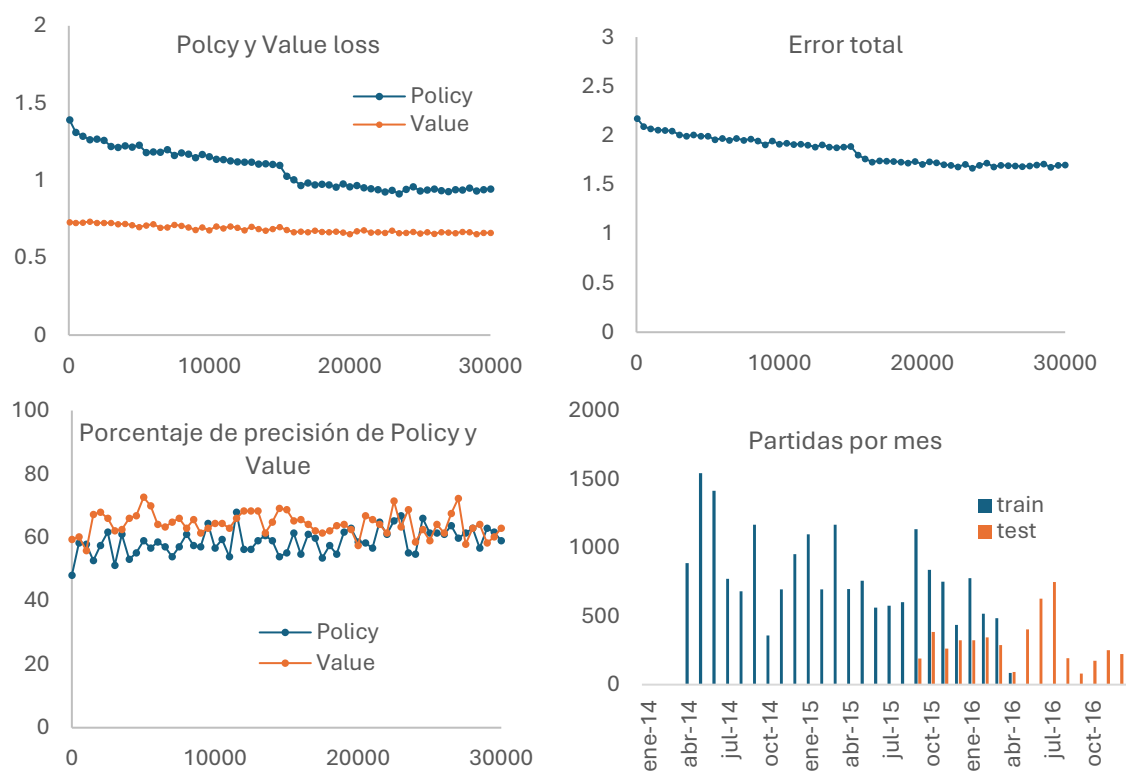 Polcy y Value loss
2
1.5
1
0.5
0
Policy
Value
0 10000 20000 30000
Error total
3
2.5
2
1.5
1
0.5
0
0 10000 20000 30000
Porcentaje de precisión de Policy y
Value
100
80
60
40
20
0
Policy
Value
0 10000 20000 30000
Partidas por mes
2000
1500
1000
500
0
train
test
ene-14 abr-14 jul-14 oct-14 ene-15 abr-15 jul-15 oct-15 ene-16 abr-16 jul-16 oct-16